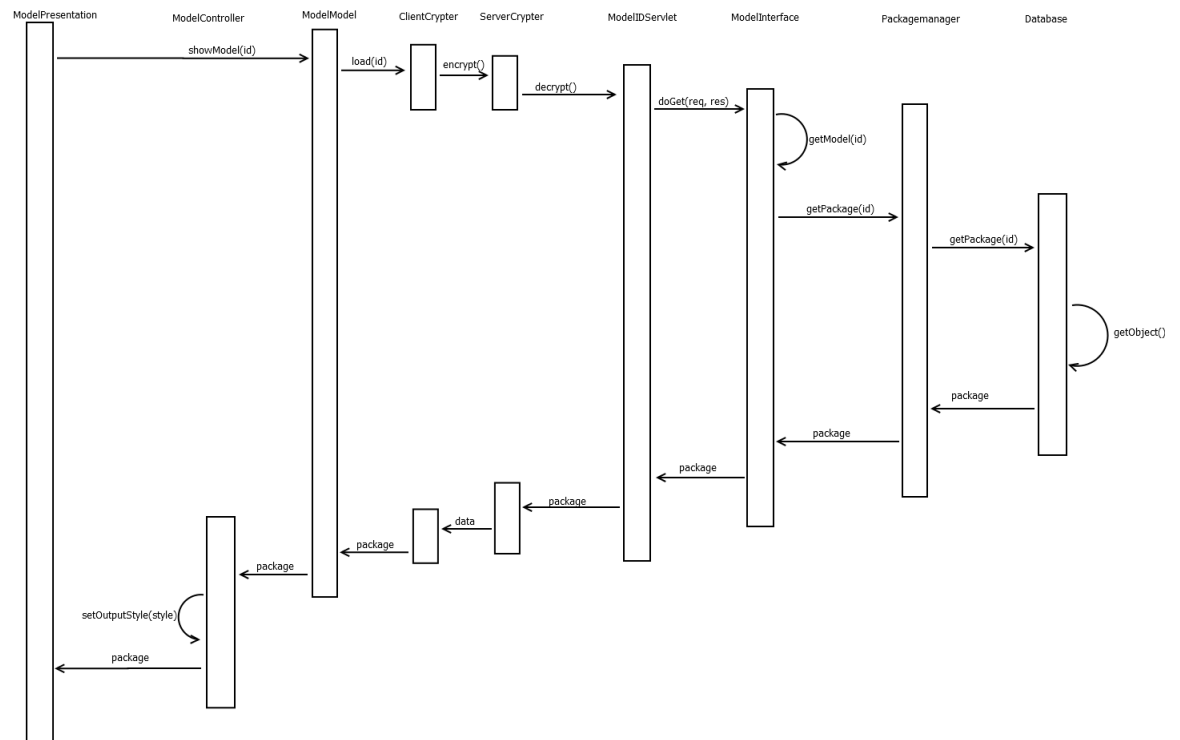 ModelPresentation
ModelController
ModelModel
ClientCrypter
ServerCrypter
ModelIDServlet
ModelInterface
Packagemanager
Database
showModel(id)
load(id)
encrypt()
decrypt()
doGet(req, res)
getModel(id)
getPackage(id)
getPackage(id)
getObject()
package
package
package
package
data
package
package
setOutputStyle(style)
package